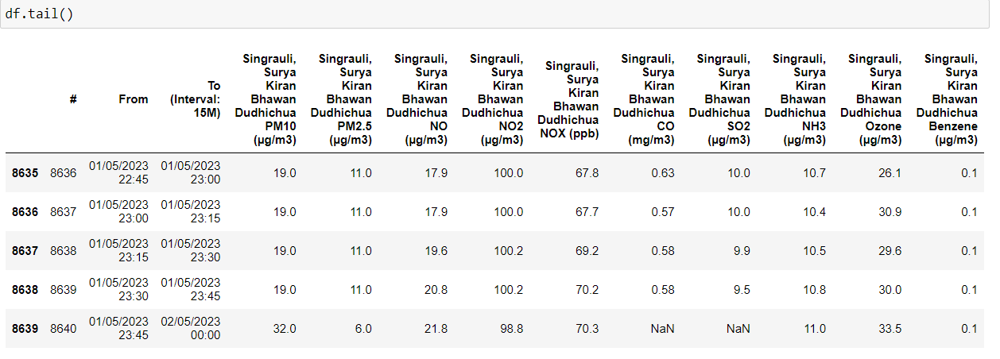 df.tail()
# From To (Interval: 15M) Singrauli, Surya Kiran Bhawan Dudhichua PM10 (µg/m3) Singrauli, Surya Kiran Bhawan Dudhichua PM2.5 (µg/m3) Singrauli, Surya Kiran Bhawan Dudhichua NO (µg/m3) Singrauli, Surya Kiran Bhawan Dudhichua NO2 (µg/m3) Singrauli, Surya Kiran Bhawan Dudhichua NOX (ppb) Singrauli, Surya Kiran Bhawan Dudhichua CO (mg/m3) Singrauli, Surya Kiran Bhawan Dudhichua SO2 (µg/m3) Singrauli, Surya Kiran Bhawan Dudhichua NH3 (µg/m3) Singrauli, Surya Kiran Bhawan Dudhichua Ozone (µg/m3) Singrauli, Surya Kiran Bhawan Dudhichua Benzene (µg/m3)
8635 8636 01/05/2023 22:45 01/05/2023 23:00 19.0 11.0 17.9 100.0 67.8 0.63 10.0 10.7 26.1 0.1
8636 8637 01/05/2023 23:00 01/05/2023 23:15 19.0 11.0 17.9 100.0 67.7 0.57 10.0 10.4 30.9 0.1
8637 8638 01/05/2023 23:15 01/05/2023 23:30 19.0 11.0 19.6 100.2 69.2 0.58 9.9 10.5 29.6 0.1
8638 8639 01/05/2023 23:30 01/05/2023 23:45 19.0 11.0 20.8 100.2 70.2 0.58 9.5 10.8 30.0 0.1
8639 8640 01/05/2023 23:45 02/05/2023 00:00 32.0 6.0 21.8 98.8 70.3 NaN NaN 11.0 33.5 0.1